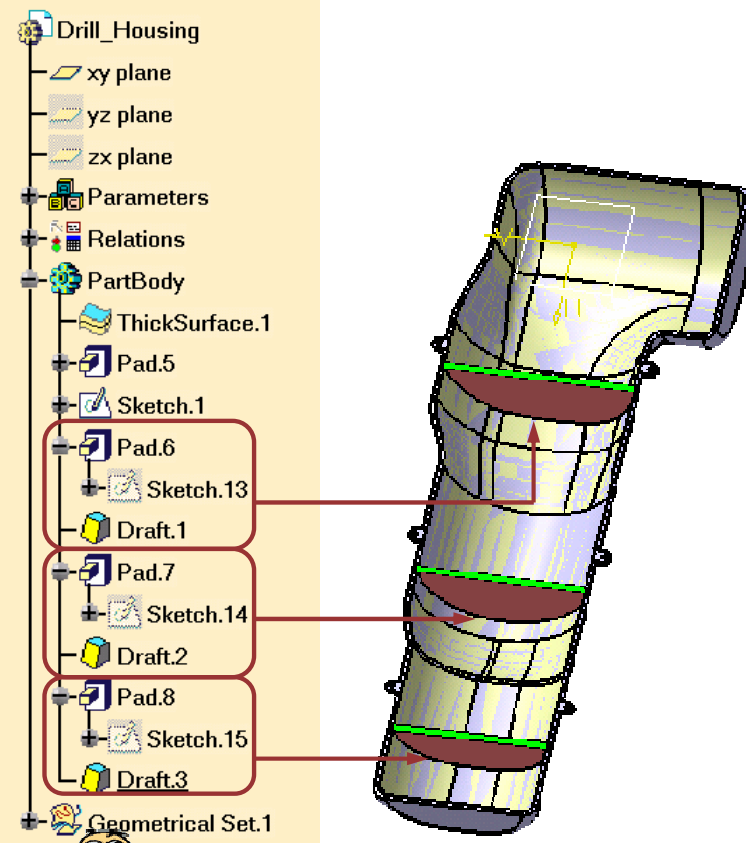 Drill_Housing
xy plane
yz plane
zx plane
Parameters
Relations
PartBody
ThickSurface.1
Pad.5
Sketch.1
Pad.6
Sketch.13
Draft.1
Pad.7
Sketch.14
Draft.2
Pad.8
Sketch.15
Draft.3
Geometrical Set.1